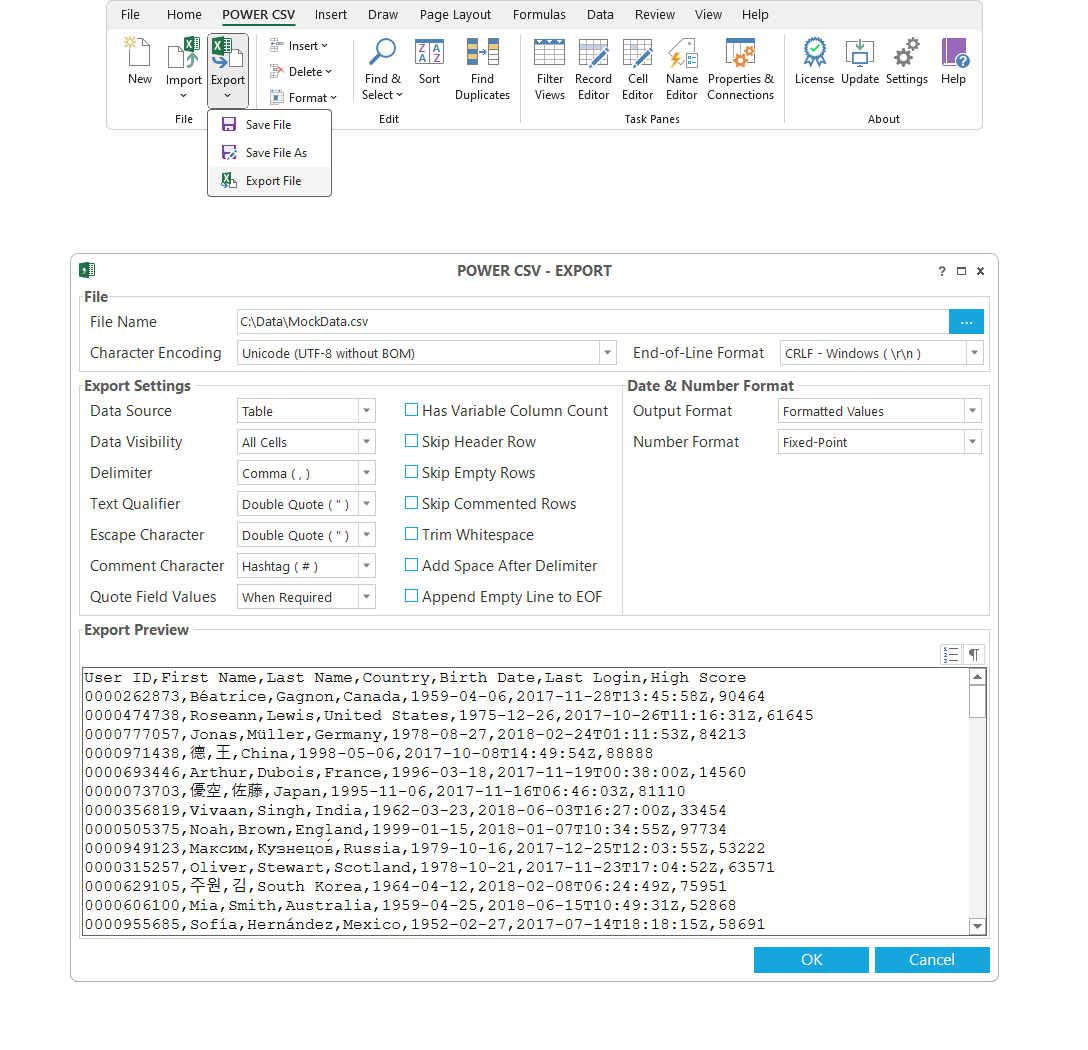 File Home POWER CSV Insert Draw Page Layout Formulas Data Review View Help
New Import Export Insert Delete Format Find & Select Sort Find Duplicates Filter Views Record Editor Cell Editor Name Editor Properties & Connections License Update Settings Help
File Edit Task Panes About
Save File
Save File As
Export File
POWER CSV - EXPORT ?
File
File Name C:\Data\MockData.csv ...
Character Encoding Unicode (UTF-8 without BOM) End-of-Line Format CRLF - Windows ( \r\n )
Export Settings Date & Number Format
Data Source Table Has Variable Column Count Output Format Formatted Values
Data Visibility All Cells Skip Header Row Number Format Fixed-Point
Delimiter Comma ( , ) Skip Empty Rows
Text Qualifier Double Quote ( " ) Skip Commented Rows
Escape Character Double Quote ( " ) Trim Whitespace
Comment Character Hashtag ( # ) Add Space After Delimiter
Quote Field Values When Required Append Empty Line to EOF
Export Preview
¶
User ID,First Name,Last Name,Country,Birth Date,Last Login,High Score
0000262873,Béatrice,Gagnon,Canada,1959-04-06,2017-11-28T13:45:58Z,90464
0000474738,Roseann,Lewis,United States,1975-12-26,2017-10-26T11:16:31Z,61645
0000777057,Jonas,Müller,Germany,1978-08-27,2018-02-24T01:11:53Z,84213
0000971438,德,王,China,1998-05-06,2017-10-08T14:49:54Z,88888
0000693446,Arthur,Dubois,France,1996-03-18,2017-11-19T00:38:00Z,14560
0000073703,優空,佐藤,Japan,1995-11-06,2017-11-16T06:46:03Z,81110
0000356819,Vivaan,Singh,India,1962-03-23,2018-06-03T16:27:00Z,33454
0000505375,Noah,Brown,England,1999-01-15,2018-01-07T10:34:55Z,97734
0000949123,Максим,Кузнецов,Russia,1979-10-16,2017-12-25T12:03:55Z,53222
0000315257,Oliver,Stewart,Scotland,1978-10-21,2017-11-23T17:04:52Z,63571
0000629105,주원,김,South Korea,1964-04-12,2018-02-08T06:24:49Z,75951
0000606100,Mia,Smith,Australia,1959-04-25,2018-06-15T10:49:31Z,52868
0000955685,Sofía,Hernández,Mexico,1952-02-27,2017-07-14T18:18:15Z,58691
OK Cancel